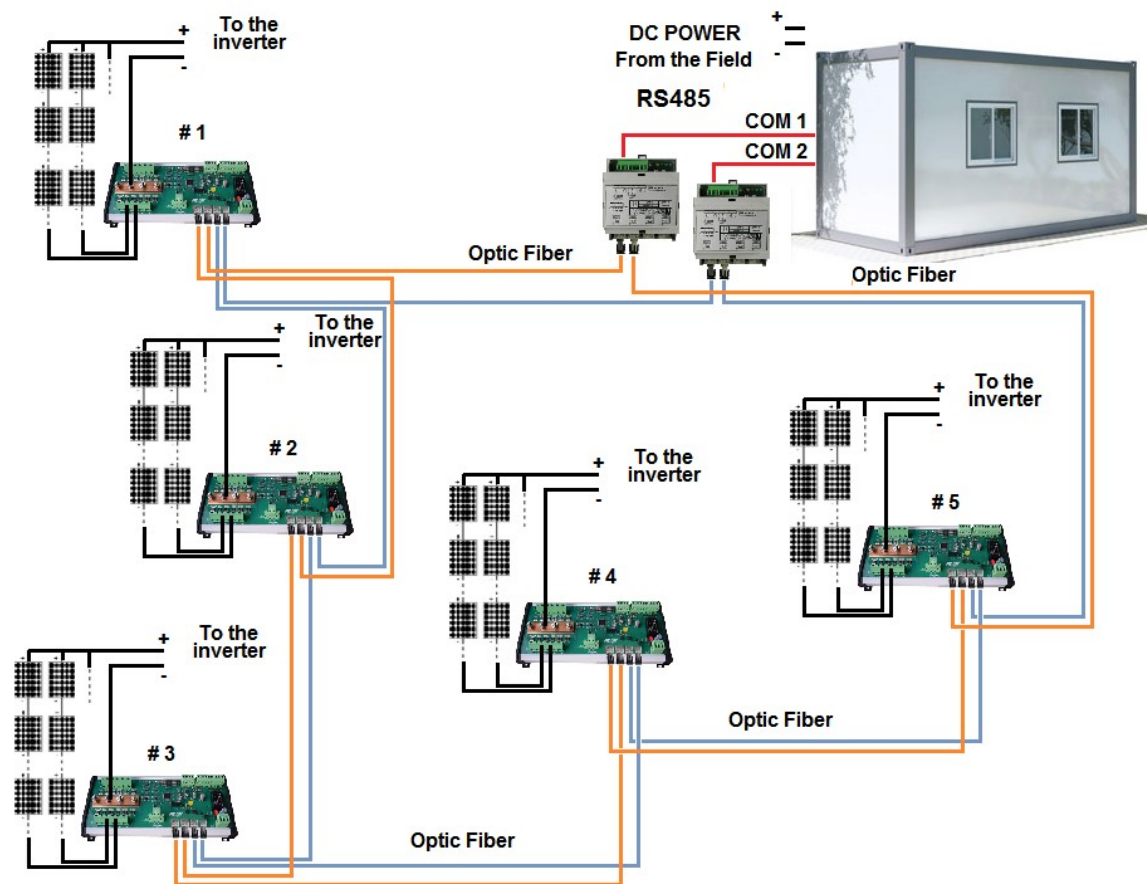 +
To the
inverter
-
# 1
DC POWER
From the Field
+
-
RS485
COM 1
COM 2
Optic Fiber
Optic Fiber
+
To the
inverter
-
# 2
+
To the
inverter
-
# 4
+
To the
inverter
-
# 5
+
To the
inverter
-
# 3
Optic Fiber
Optic Fiber